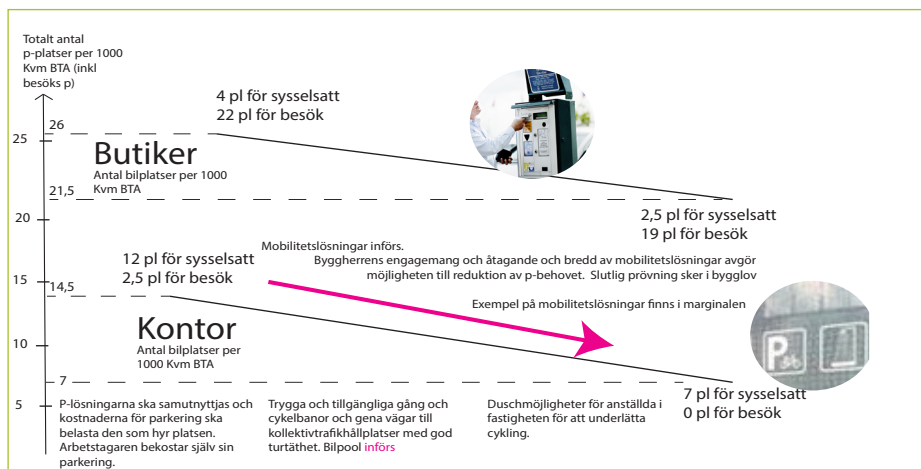 Totalt antal
p-platser per 1000
Kvm BTA (inkl
besöks p)
4 pl för sysselsatt
22 pl för besök
26
25
Butiker
Antal bilplatser per 1000
Kvm BTA
21,5
20
2,5 pl för sysselsatt
19 pl för besök
Mobilitetslösningar införs.
Byggherrens engagemang och åtagande och bredd av mobilitetslösningar avgör
möjligheten till reduktion av p-behovet. Slutlig prövning sker i bygglov
12 pl för sysselsatt
2,5 pl för besök
15
14,5
Exempel på mobilitetslösningar finns i marginalen
Kontor
Antal bilplatser per
1000 Kvm BTA
10
P
7
7 pl för sysselsatt
0 pl för besök
5
P-lösningarna ska samutnyttjas och
kostnaderna för parkering ska
belasta den som hyr platsen.
Arbetstagaren bekostar själv sin
parkering.
Trygga och tillgängliga gång och
cykelbanor och gena vägar till
kollektivtrafikhållplatser med god
turtäthet. Bilpool införs
Duschmöjligheter för anställda i
fastigheten för att underlätta
cykling.